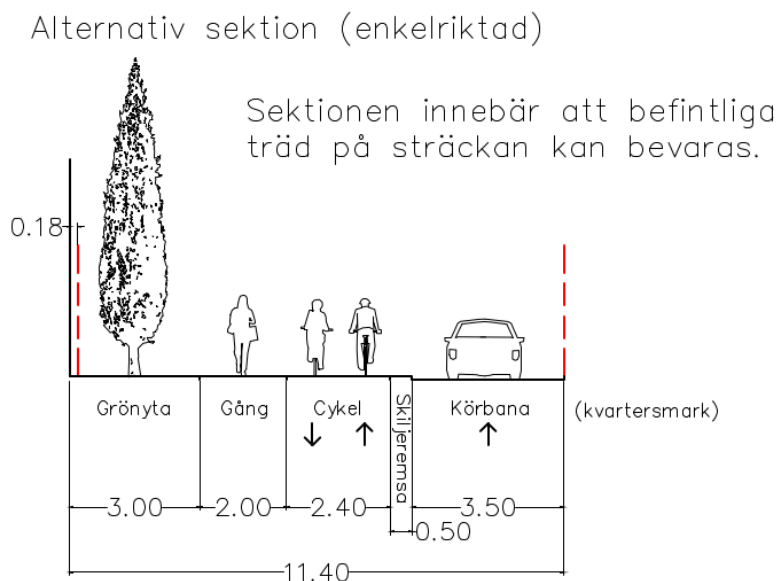 Alternativ sektion (enkelriktad)
Sektionen innebär att befintliga
träd på sträckan kan bevaras.
0.18
Grönyta
Gång
Cykel
Skiljeremsa
Körbana
(kvartersmark)
3.00
2.00
2.40
3.50
0.50
11.40